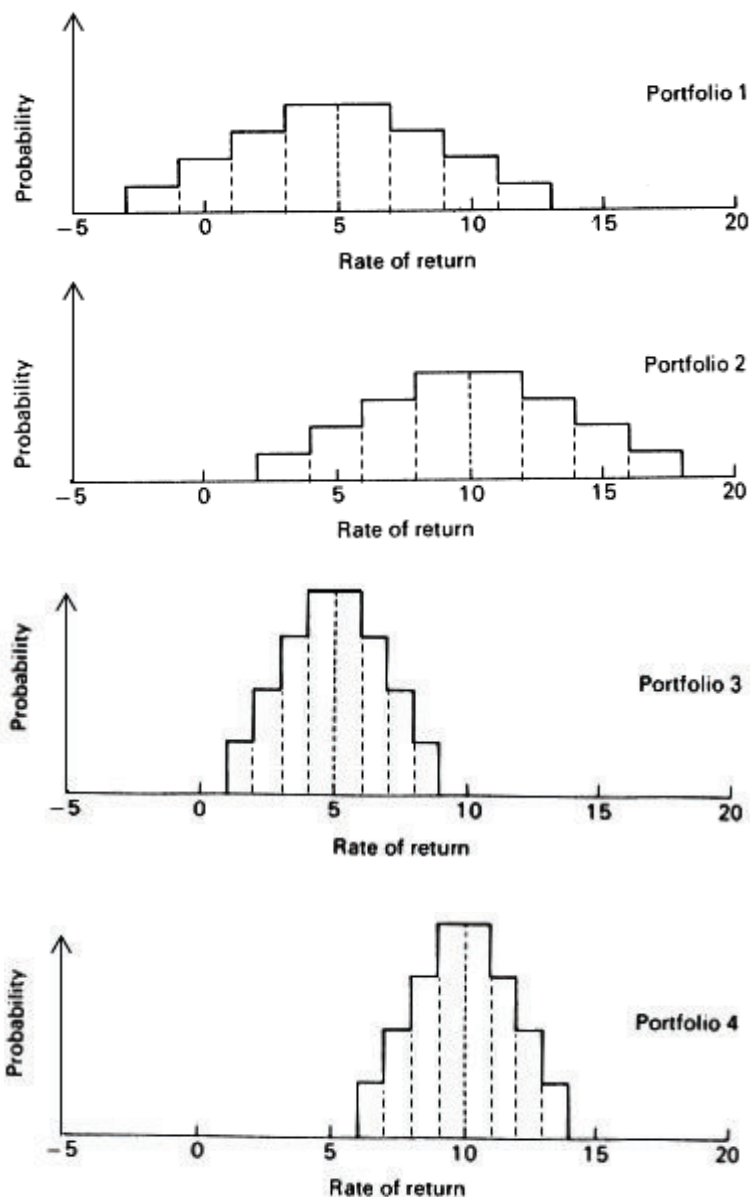 Probability
Portfolio 1
−5 0 5 10 15 20
Rate of return
Probability
Portfolio 2
−5 0 5 10 15 20
Rate of return
Probability
Portfolio 3
−5 0 5 10 15 20
Rate of return
Probability
Portfolio 4
−5 0 5 10 15 20
Rate of return